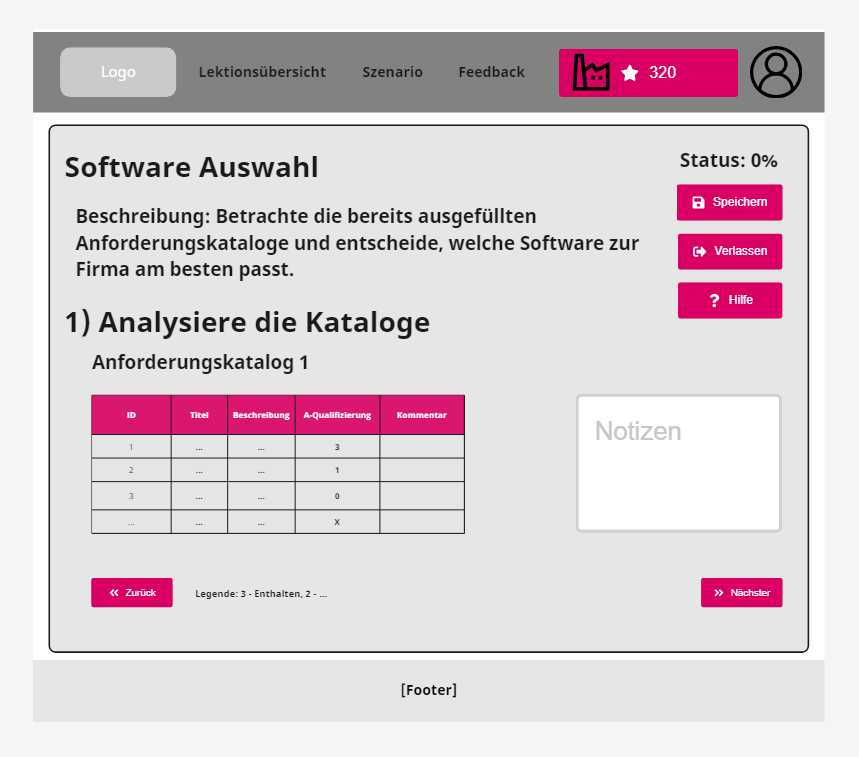 Logo
Lektionsübersicht
Szenario
Feedback
320
Software Auswahl
Status: 0%
Speichern
Beschreibung: Betrachte die bereits ausgefüllten
Anforderungskataloge und entscheide, welche Software zur
Firma am besten passt.
Verlassen
? Hilfe
1) Analysiere die Kataloge
Anforderungskatalog 1
ID Titel Beschreibung A-Qualifizierung Kommentar
1 ... ... 3
2 ... ... 1
3 ... ... 0
... ... ... X
Notizen
Zurück
Legende: 3 - Enthalten, 2 - ...
Nächster
[Footer]